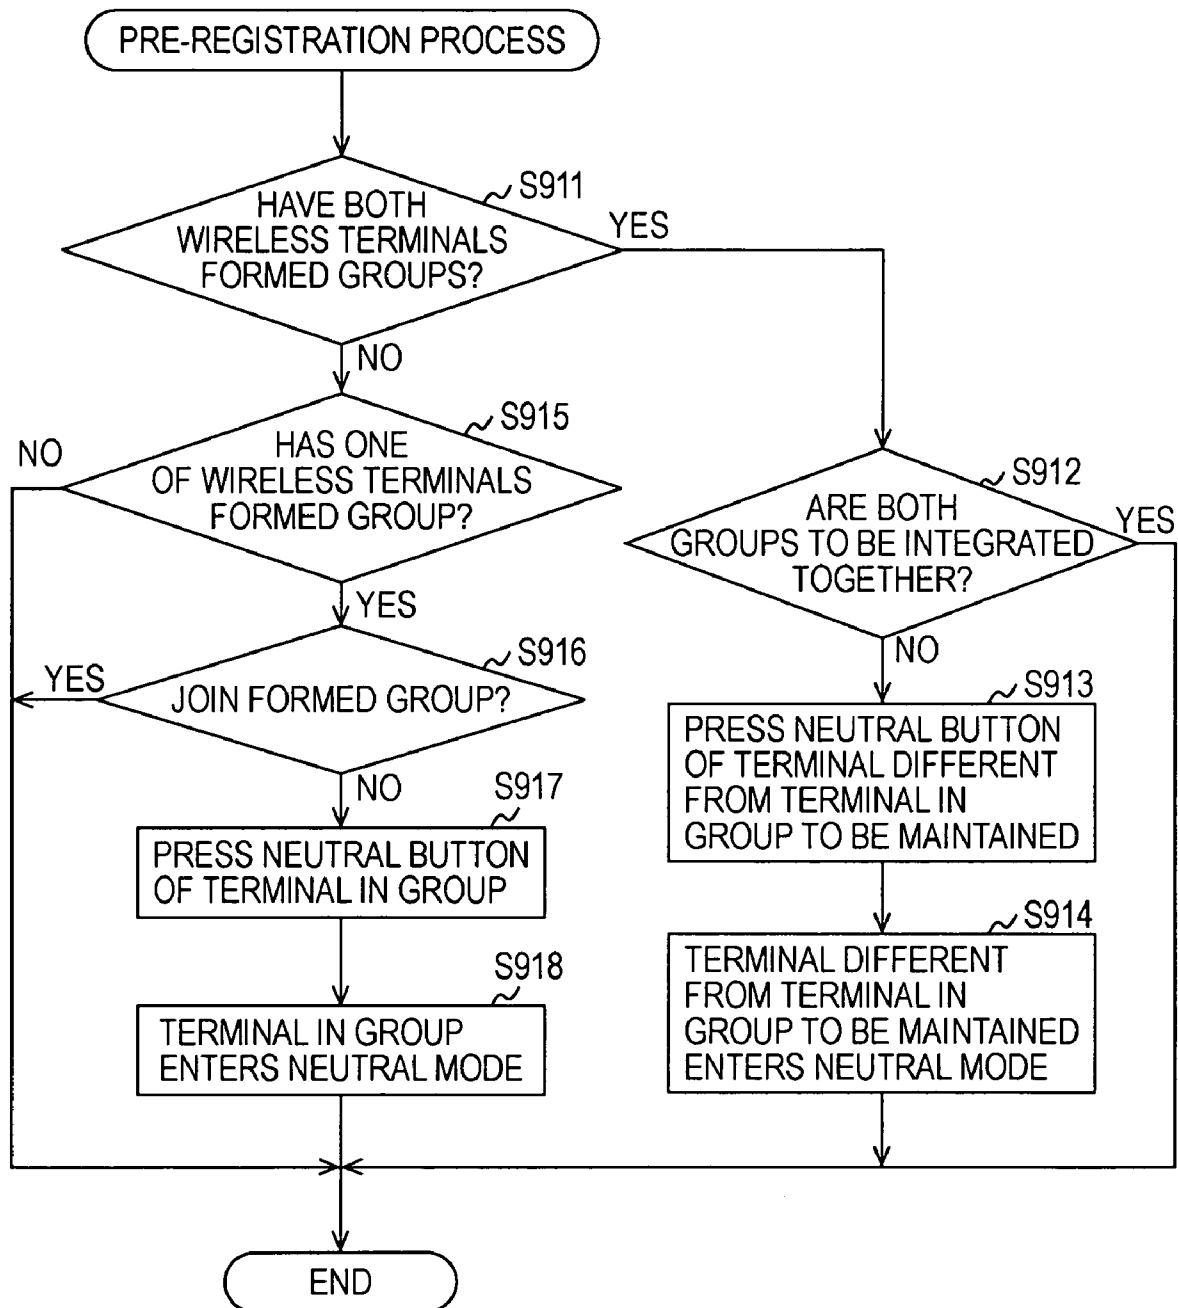 PRE-REGISTRATION PROCESS
S911
HAVE BOTH
WIRELESS TERMINALS
FORMED GROUPS?
YES
NO
S915
HAS ONE
OF WIRELESS TERMINALS
FORMED GROUP?
NO
YES
S916
JOIN FORMED GROUP?
YES
NO
S917
PRESS NEUTRAL BUTTON
OF TERMINAL IN GROUP
S918
TERMINAL IN GROUP
ENTERS NEUTRAL MODE
S912
ARE BOTH
GROUPS TO BE INTEGRATED
TOGETHER?
YES
NO
S913
PRESS NEUTRAL BUTTON
OF TERMINAL DIFFERENT
FROM TERMINAL IN
GROUP TO BE MAINTAINED
S914
TERMINAL DIFFERENT
FROM TERMINAL IN
GROUP TO BE MAINTAINED
ENTERS NEUTRAL MODE
END